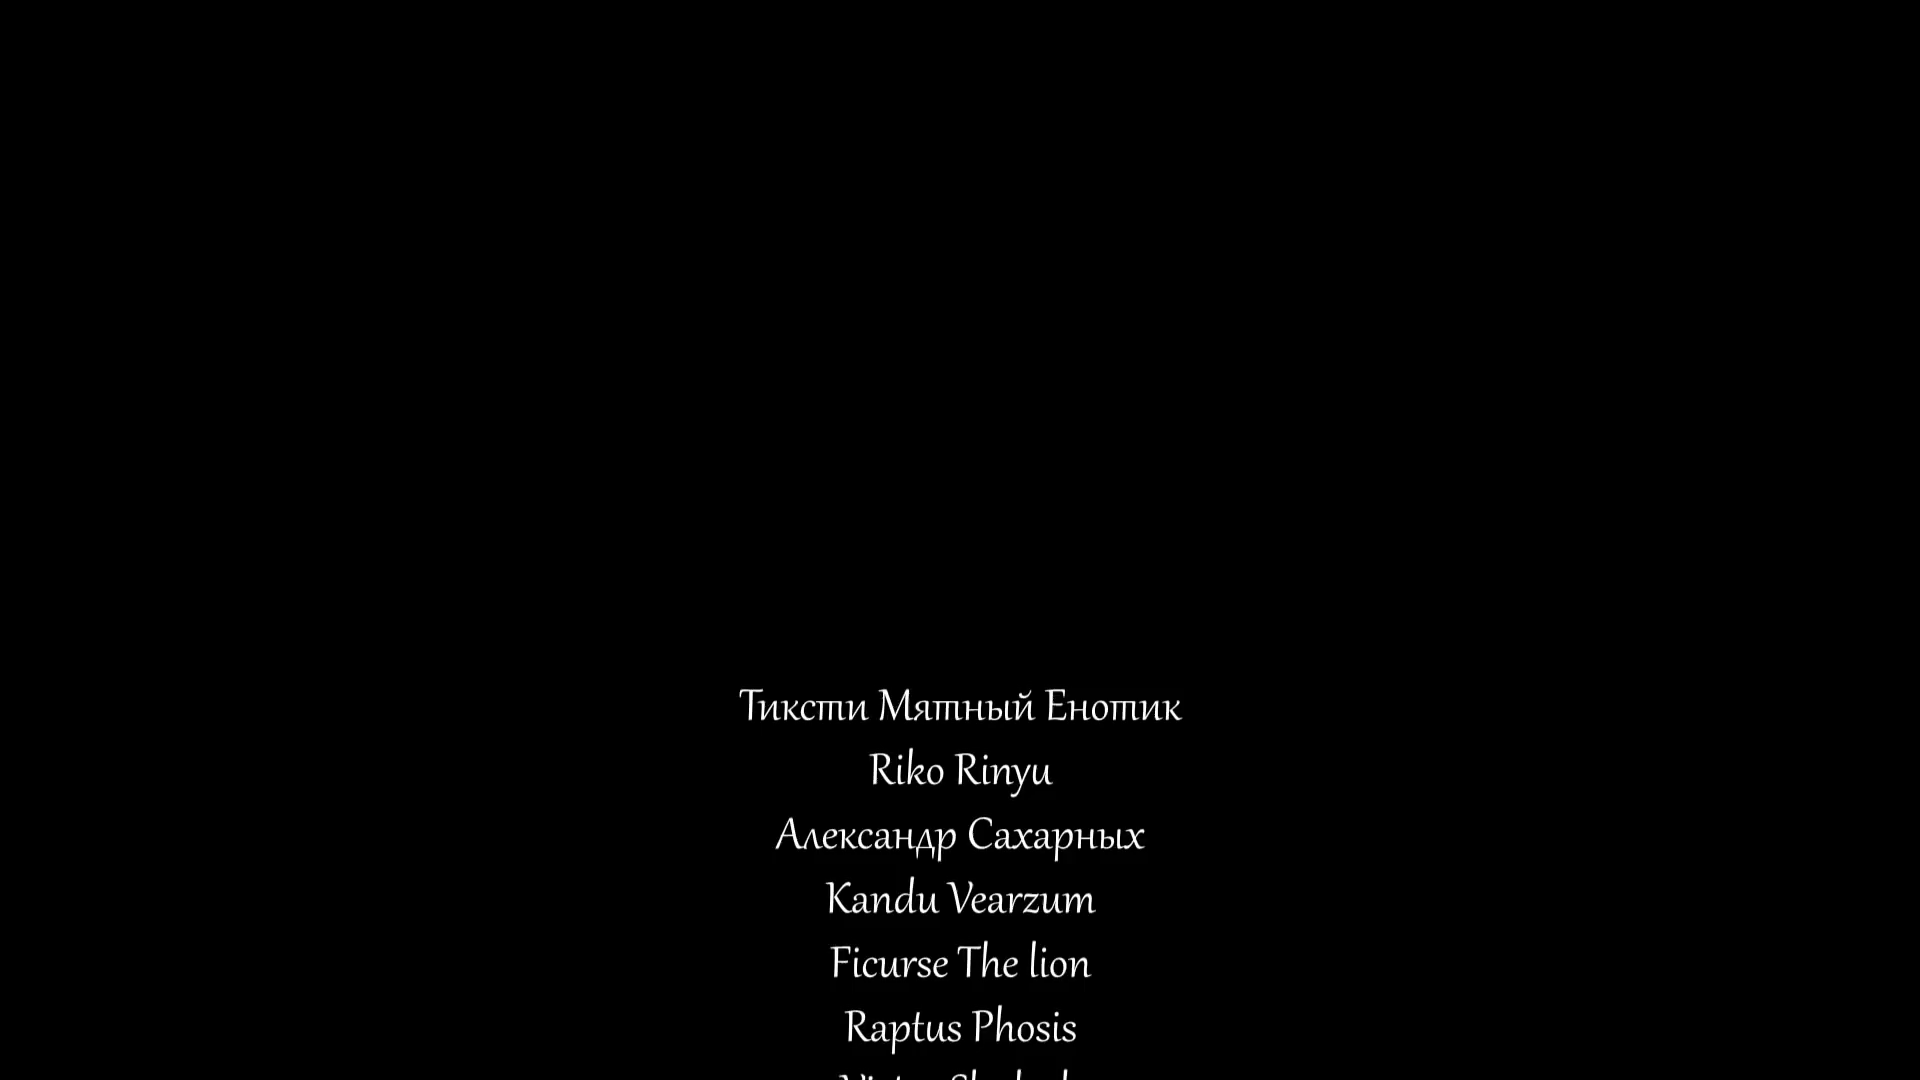 Тиксти Мятный Енотик
Riko Rinyu
Александр Сахарных
Kandu Vearzum
Ficurse The lion
Raptus Phosis